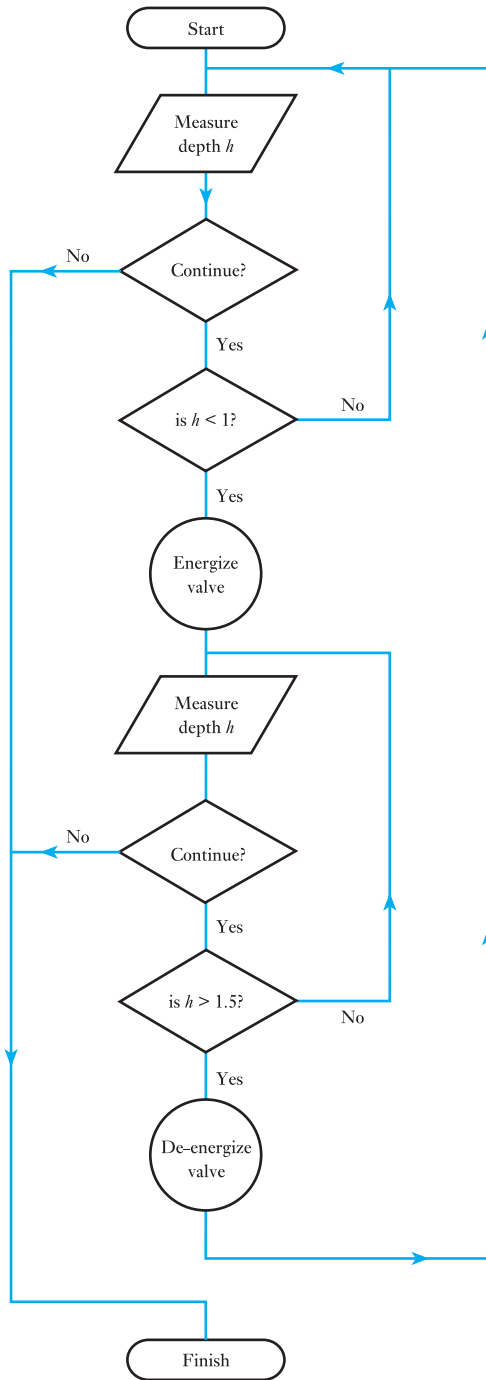 Start
Measure
depth h
No
Continue?
Yes
is h < 1?
No
Yes
Energize
valve
Measure
depth h
No
Continue?
Yes
is h > 1.5?
No
Yes
De–energize
valve
Finish